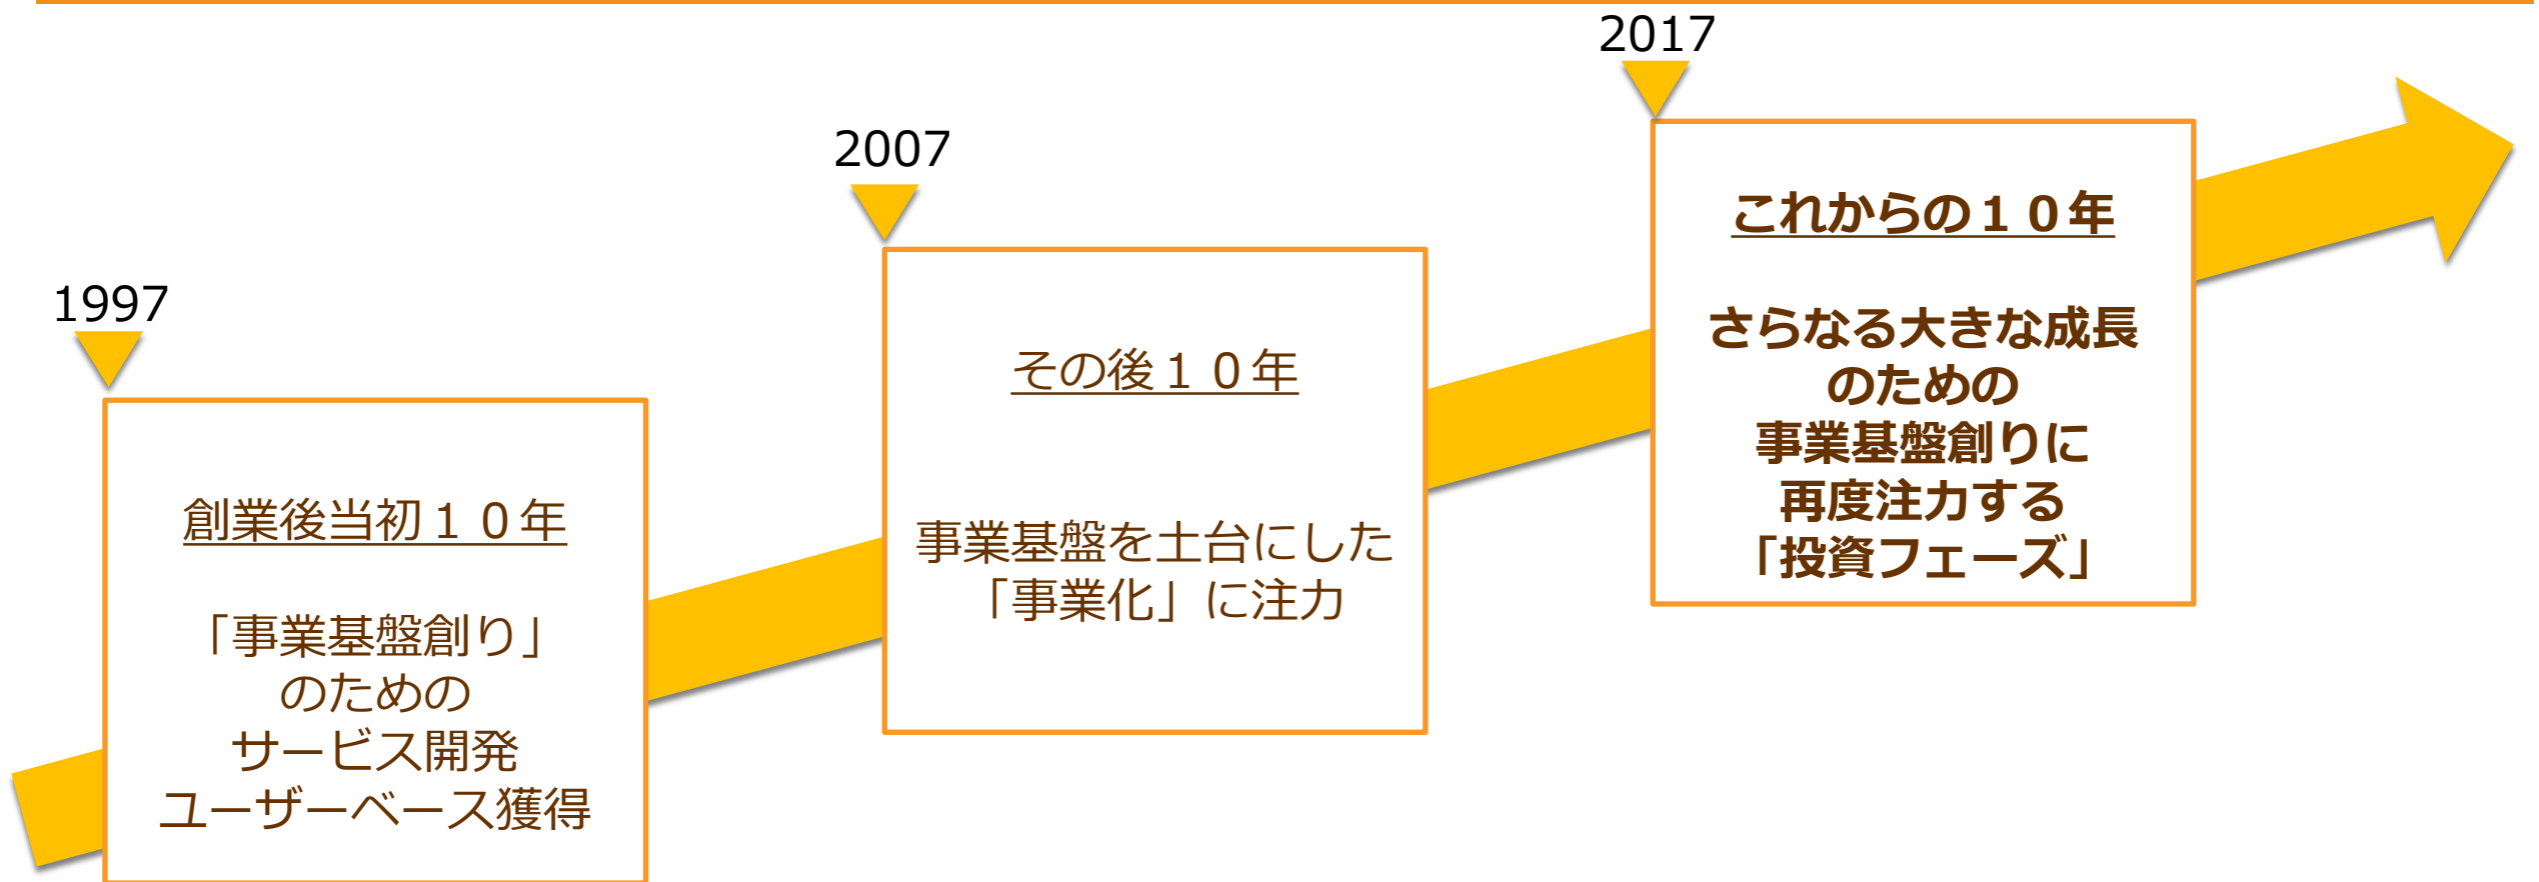 1997
創業後当初１０年
「事業基盤創り」
のための
サービス開発
ユーザーベース獲得
2007
その後１０年
事業基盤を土台にした
「事業化」に注力
2017
これからの１０年
さらなる大きな成長
のための
事業基盤創りに
再度注力する
「投資フェーズ」